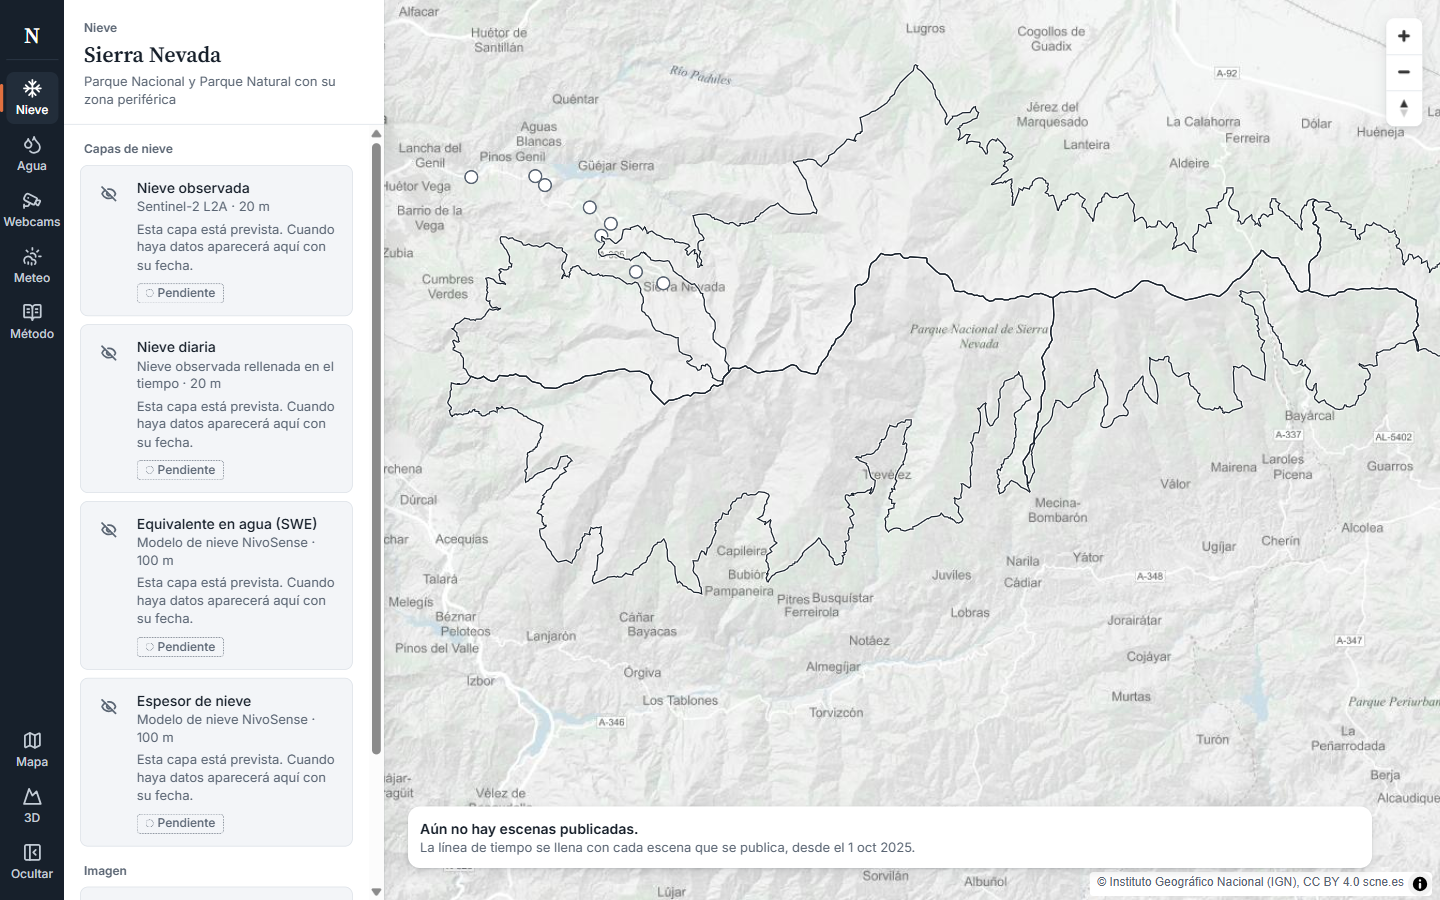 N
Nieve
Agua
Webcams
Meteo
Método
Mapa
3D
Ocultar
Nieve
Sierra Nevada
Parque Nacional y Parque Natural con su
zona periférica
Capas de nieve
Nieve observada
Sentinel-2 L2A · 20 m
Esta capa está prevista. Cuando
haya datos aparecerá aquí con
su fecha.
Pendiente
Nieve diaria
Nieve observada rellenada en el
tiempo · 20 m
Esta capa está prevista. Cuando
haya datos aparecerá aquí con
su fecha.
Pendiente
Equivalente en agua (SWE)
Modelo de nieve NivoSense ·
100 m
Esta capa está prevista. Cuando
haya datos aparecerá aquí con
su fecha.
Pendiente
Espesor de nieve
Modelo de nieve NivoSense ·
100 m
Esta capa está prevista. Cuando
haya datos aparecerá aquí con
su fecha.
Pendiente
Imagen
Alfacar
Huétor de
Santillán
Lugros
Cogollos de
Guadix
Río Padules
A-92
Quéntar
Jérez del
Marquesado
La Calahorra
Dólar
Huéneja
Ferreira
Aguas
Blancas
Lancha del
Genil
Pinos Genil
Lanteira
Güéjar Sierra
Aldeire
Huétor Vega
Barrio de la
Vega
Zubia
Cumbres
Verdes
Sierra Nevada
Parque Nacional de Sierra
Nevada
Bayárcal
A-337
AL-5402
Laroles
Mairena
Picena
Guarros
Trevélez
Válor
Dúrcal
Mecina-
Bombarón
Alcolea
Acequias
Cherín
Ugíjar
Capileira
Narila
Yátor
Bubión
Juviles
Cádiar
A-348
Talará
Pampaneira
Pitres
Busquístar
Ferreirola
Melegís
Béznar
Peloteos
Cáñar
Bayacas
Lobras
Jorairátar
Lanjarón
Notáez
A-347
Pinos del Valle
Almegíjar
Cojáyar
Izbor
Órgiva
Los Tablones
Murtas
Parque Periurban
Torvizcón
A-346
Turón
La
Peñarrodada
Berja
Vélez de
Alcaudique
Aún no hay escenas publicadas.
La línea de tiempo se llena con cada escena que se publica, desde el 1 oct 2025.
Sorvilán
Albuñol
Lújar
© Instituto Geográfico Nacional (IGN), CC BY 4.0 scne.es